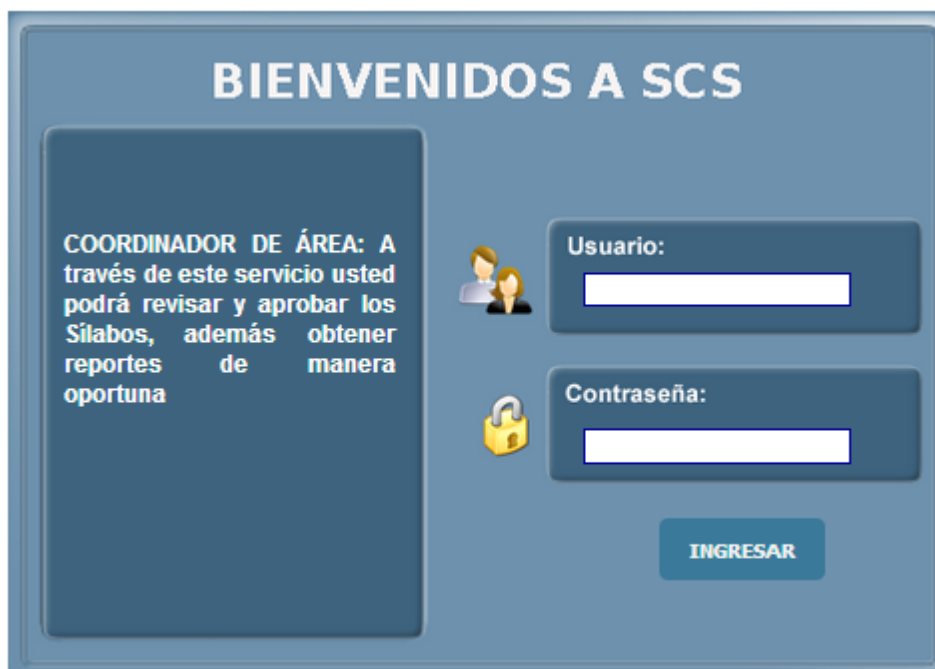 BIENVENIDOS A SCS
COORDINADOR DE ÁREA: A
través de este servicio usted
podrá revisar y aprobar los
Sílabos, además obtener
reportes de manera
oportuna
Usuario:
Contraseña:
INGRESAR